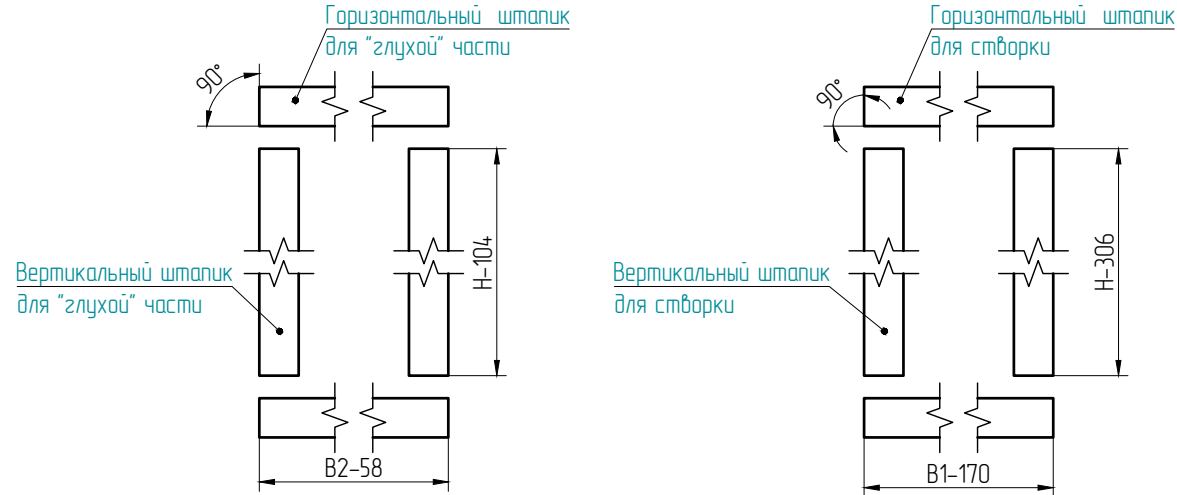 Горизонтальный штапик
для "глухой" части
90°
Вертикальный штапик
для "глухой" части
H-104
B2-58
Горизонтальный штапик
для створки
90°
Вертикальный штапик
для створки
H-306
B1-170